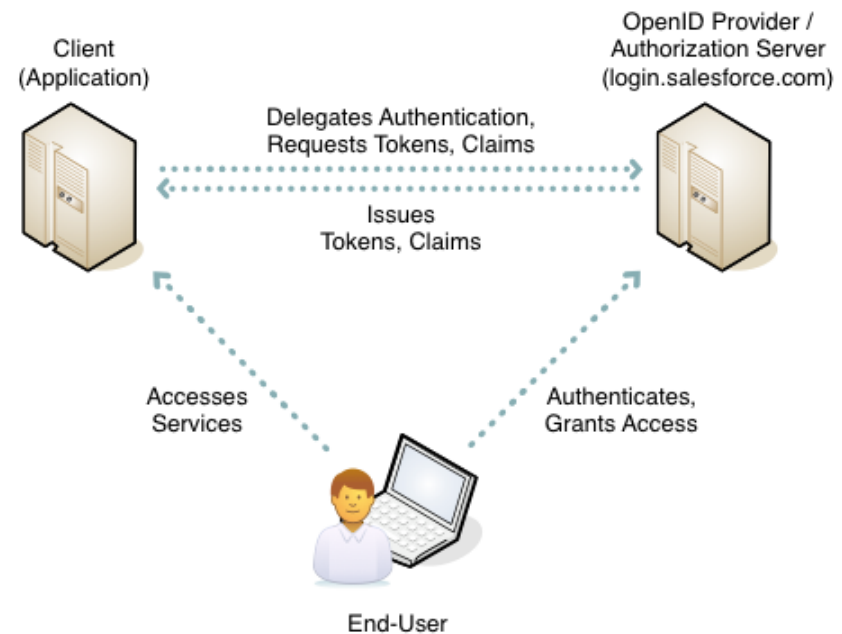 Client
(Application)
OpenID Provider /
Authorization Server
(login.salesforce.com)
Delegates Authentication,
Requests Tokens, Claims
Issues
Tokens, Claims
Accesses
Services
Authenticates,
Grants Access
End-User